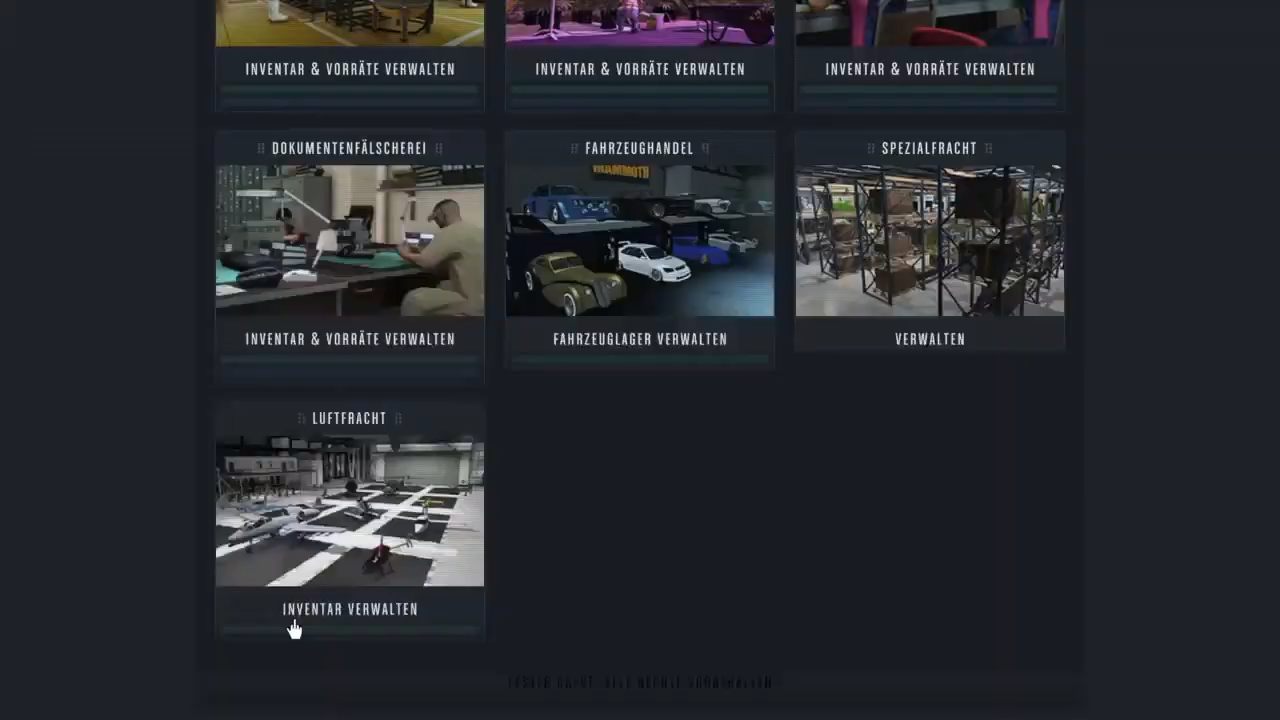 INVENTAR & VORRÄTE VERWALTEN
INVENTAR & VORRÄTE VERWALTEN
INVENTAR & VORRÄTE VERWALTEN
DOKUMENTENFÄLSCHEREI
FAHRZEUGHANDEL
SPEZIALFRACHT
MAMMOTH
INVENTAR & VORRÄTE VERWALTEN
FAHRZEUGLAGER VERWALTEN
VERWALTEN
LUFTFRACHT
INVENTAR VERWALTEN